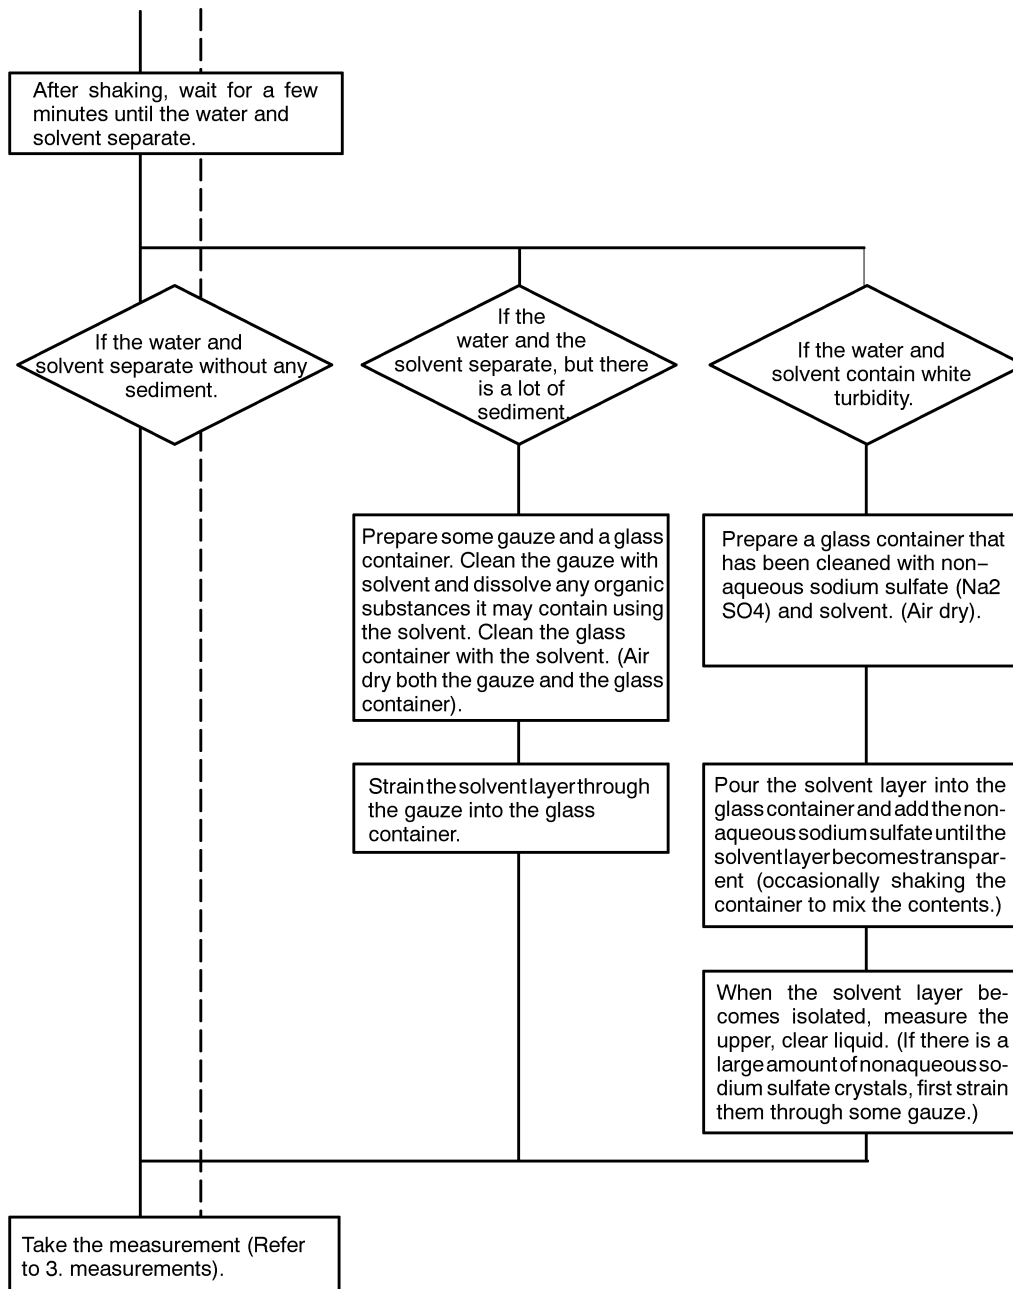 After shaking, wait for a few
minutes until the water and
solvent separate.
If the water and
solvent separate without any
sediment.
If the
water and the
solvent separate, but there
is a lot of
sediment.
If the water and
solvent contain white
turbidity.
Prepare some gauze and a glass
container. Clean the gauze with
solvent and dissolve any organic
substances it may contain using
the solvent. Clean the glass
container with the solvent. (Air
dry both the gauze and the glass
container).
Prepare a glass container that
has been cleaned with non–
aqueous sodium sulfate (Na2
SO4) and solvent. (Air dry).
Strain the solvent layer through
the gauze into the glass
container.
Pour the solvent layer into the
glass container and add the non-
aqueous sodium sulfate until the
solvent layer becomes transpar-
ent (occasionally shaking the
container to mix the contents.)
When the solvent layer be-
comes isolated, measure the
upper, clear liquid. (If there is a
large amount of nonaqueous so-
dium sulfate crystals, first strain
them through some gauze.)
Take the measurement (Refer
to 3. measurements).